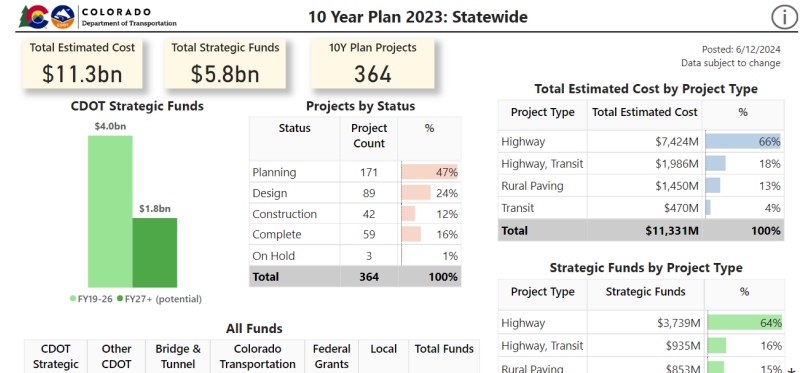 COLORADO
Department of Transportation
10 Year Plan 2023: Statewide
Total Estimated Cost
$11.3bn
Total Strategic Funds
$5.8bn
10Y Plan Projects
364
Posted: 6/12/2024
Data subject to change
CDOT Strategic Funds
$4.0bn
$1.8bn
FY19-26 FY27+ (potential)
Projects by Status
Status Project Count %
Planning 171 47%
Design 89 24%
Construction 42 12%
Complete 59 16%
On Hold 3 1%
Total 364 100%
Total Estimated Cost by Project Type
Project Type Total Estimated Cost %
Highway $7,424M 66%
Highway, Transit $1,986M 18%
Rural Paving $1,450M 13%
Transit $470M 4%
Total $11,331M 100%
Strategic Funds by Project Type
Project Type Strategic Funds %
Highway $3,739M 64%
Highway, Transit $935M 16%
Rural Paving $853M 15%
All Funds
CDOT Other Bridge & Colorado Federal Local Total Funds
Strategic CDOT Tunnel Transportation Grants